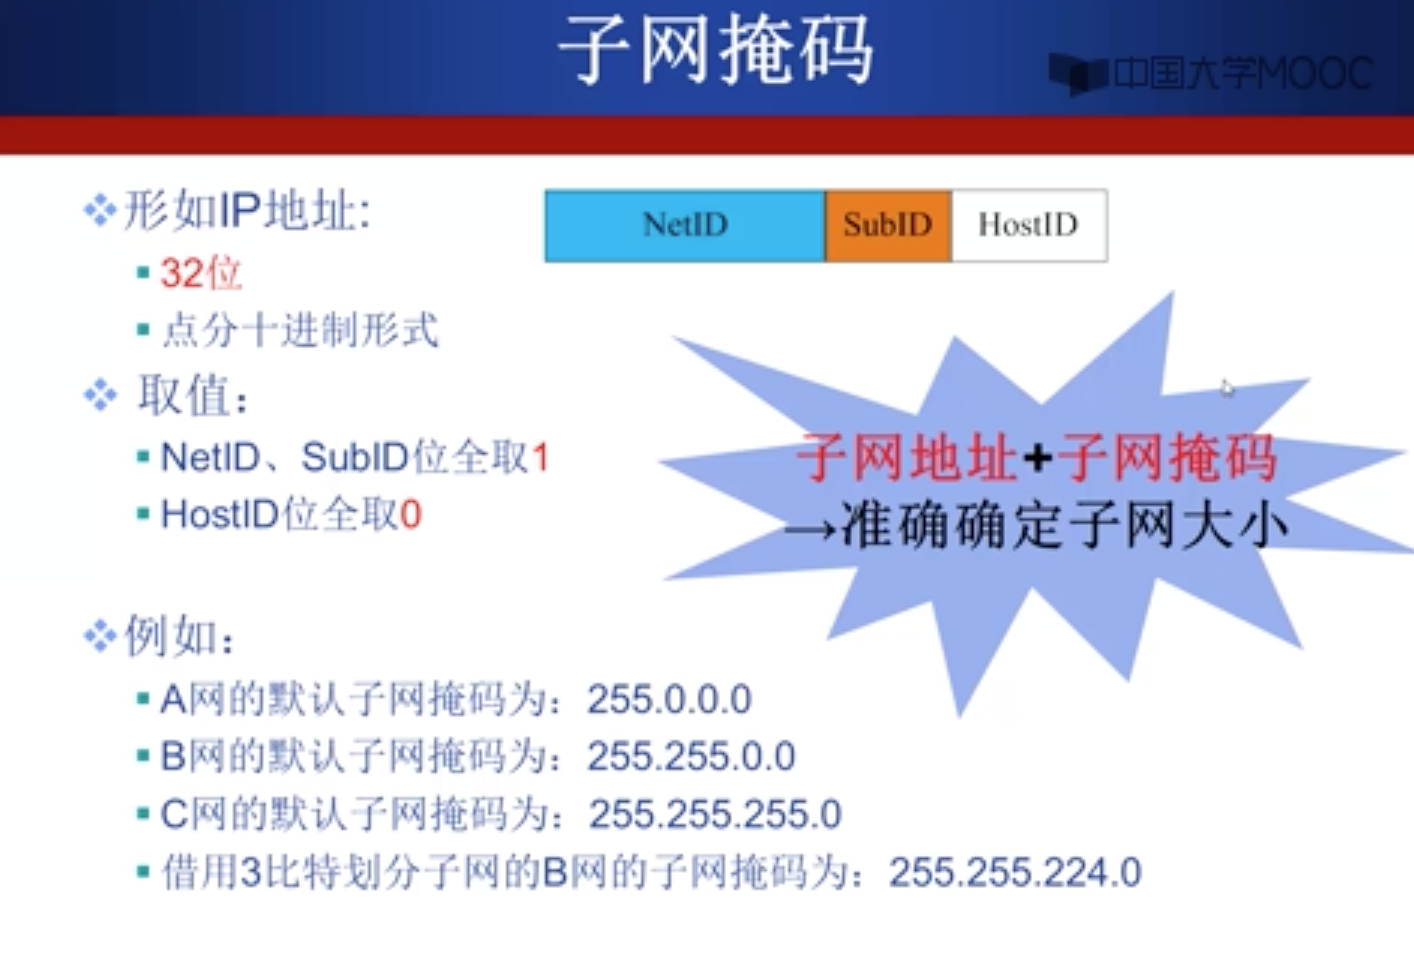 子网掩码
中国大学MOOC
形如IP地址:
32位
点分十进制形式
取值：
NetID、SubID位全取1
HostID位全取0
NetID SubID HostID
子网地址+子网掩码
→准确确定子网大小
例如：
A网的默认子网掩码为：255.0.0.0
B网的默认子网掩码为：255.255.0.0
C网的默认子网掩码为：255.255.255.0
借用3比特划分子网的B网的子网掩码为：255.255.224.0